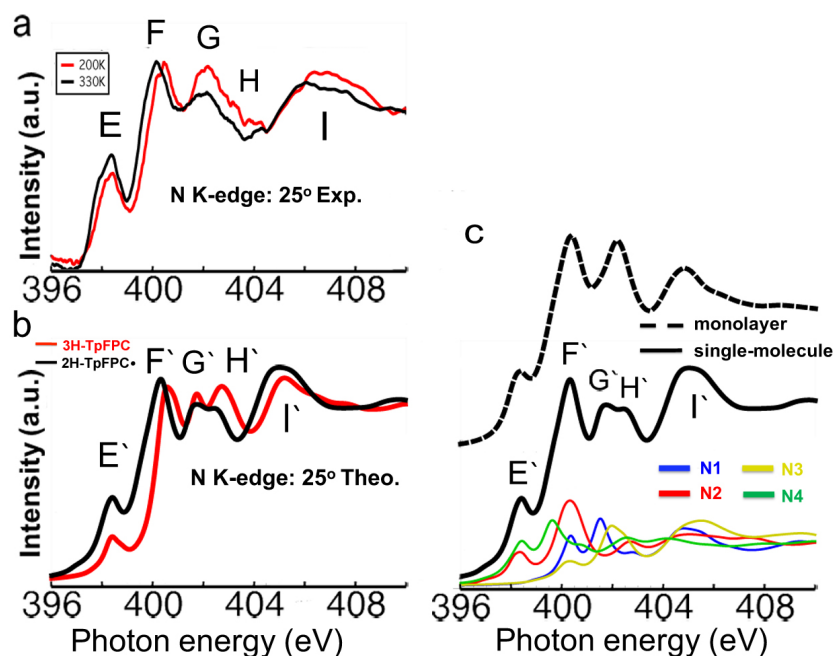 a
Intensity (a.u.)
200K
330K
E
F
G
H
I
N K-edge: 25° Exp.
396 400 404 408
b
Intensity (a.u.)
3H-TpFPC
2H-TpFPC•
E`
F`
G`
H`
I`
N K-edge: 25° Theo.
396 400 404 408
Photon energy (eV)
c
monolayer
single-molecule
E`
F`
G`
H`
I`
N1
N3
N2
N4
396 400 404 408
Photon energy (eV)